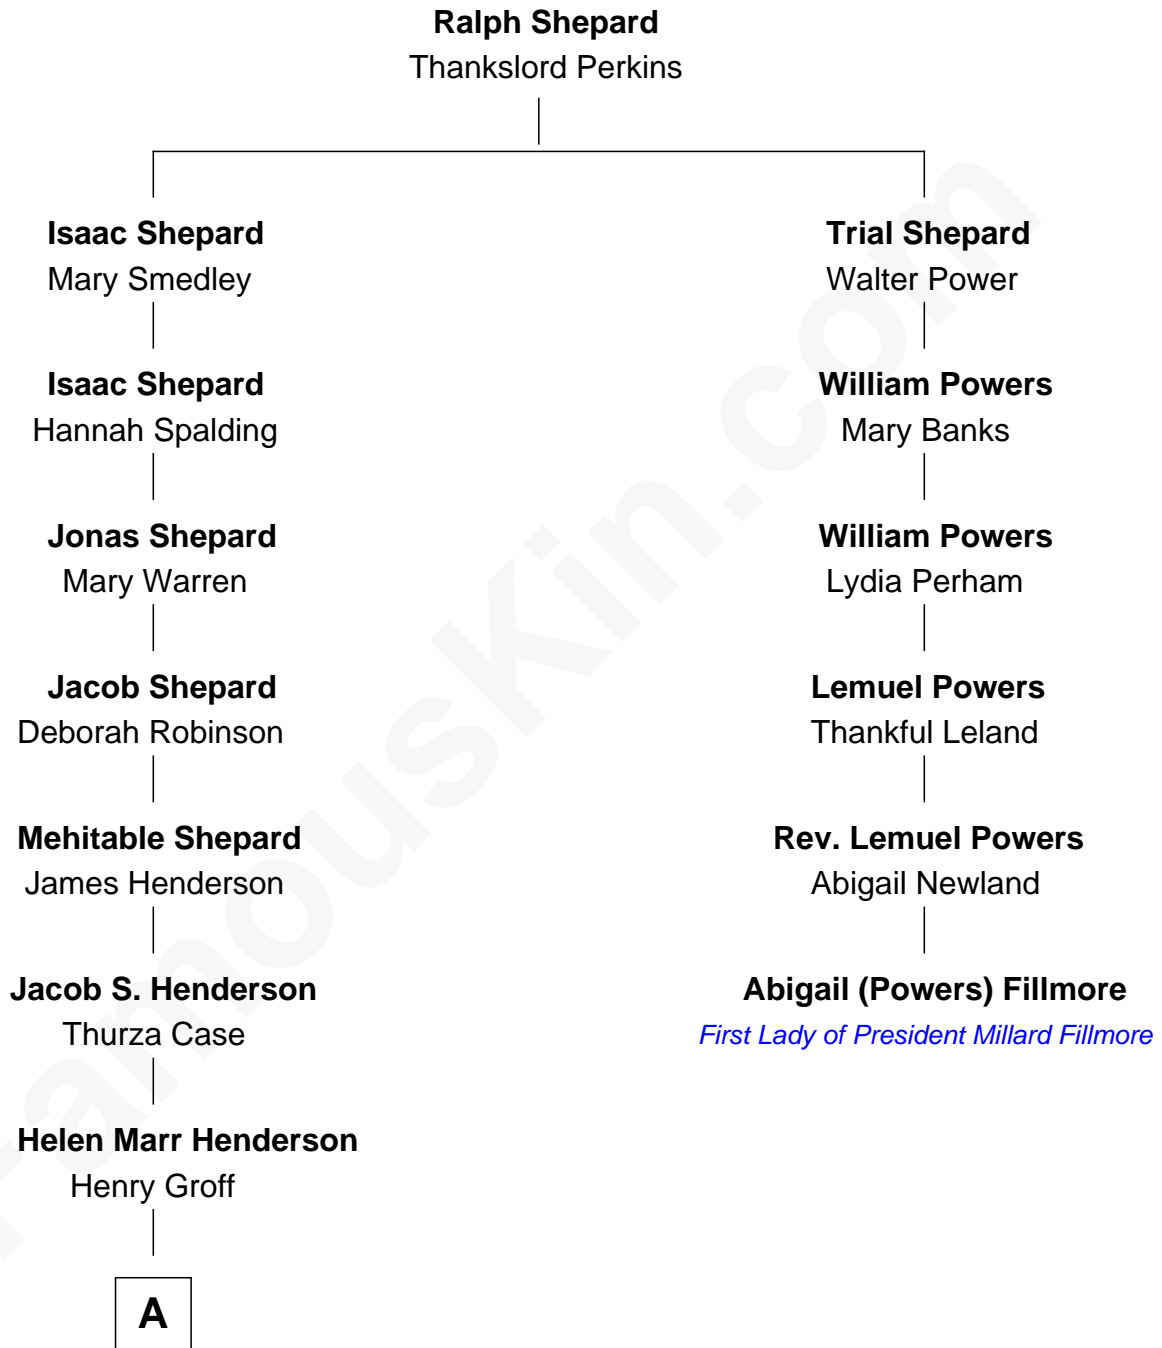 Ralph Shepard
Thankslord Perkins
Isaac Shepard
Mary Smedley
Trial Shepard
Walter Power
Isaac Shepard
Hannah Spalding
William Powers
Mary Banks
Jonas Shepard
Mary Warren
William Powers
Lydia Perham
Jacob Shepard
Deborah Robinson
Lemuel Powers
Thankful Leland
Mehitable Shepard
James Henderson
Rev. Lemuel Powers
Abigail Newland
Jacob S. Henderson
Thurza Case
Abigail (Powers) Fillmore
First Lady of President Millard Fillmore
Helen Marr Henderson
Henry Groff
A
FamousKin.com